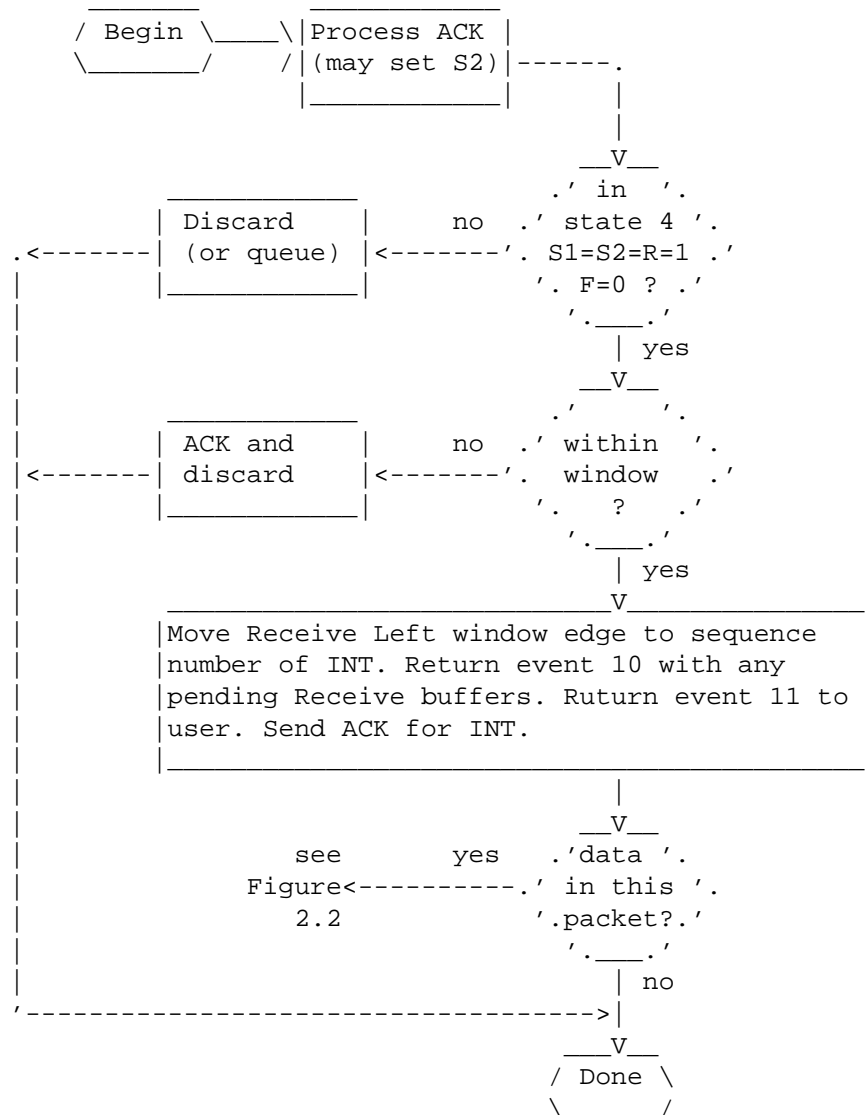 Begin Process ACK
(may set S2)
in
Discard no state 4
(or queue) S1=S2=R=1
F=0 ?
yes
ACK and no within
discard window
?
yes
Move Receive Left window edge to sequence
number of INT. Return event 10 with any
pending Receive buffers. Ruturn event 11 to
user. Send ACK for INT.
see yes data
Figure in this
2.2 packet?
no
Done